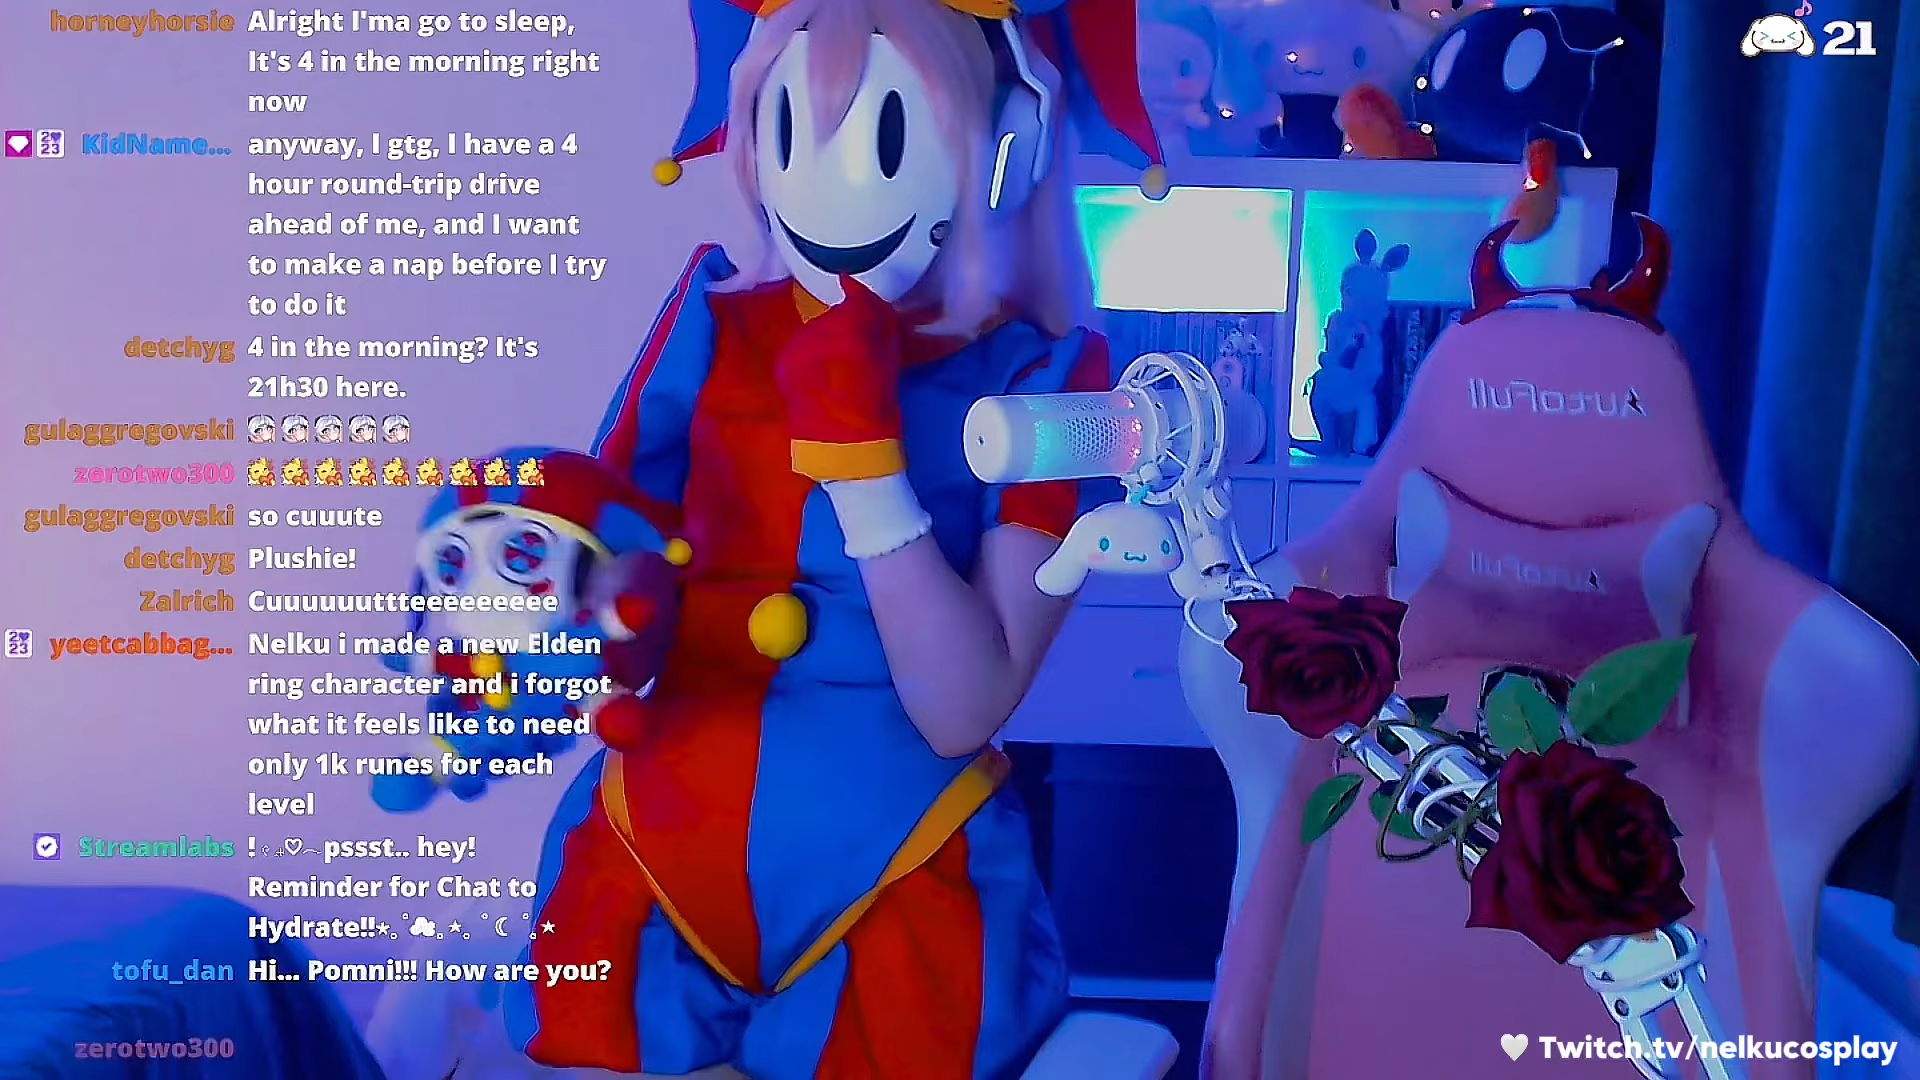 horneyhorsie Alright I'ma go to sleep,
It's 4 in the morning right
now
KidName... anyway, I gtg, I have a 4
hour round-trip drive
ahead of me, and I want
to make a nap before I try
to do it
detchyg 4 in the morning? It's
21h30 here.
gulaggregovski
zerotwo300
gulaggregovski so cuuute
detchyg Plushie!
Zalrich Cuuuuuutttteeeeeeeee
yeetcabbag... Nelku i made a new Elden
ring character and i forgot
what it feels like to need
only 1k runes for each
level
Streamlabs ! ♡ pssst.. hey!
Reminder for Chat to
Hydrate!!⋆｡˚☁︎｡⋆｡ ˚☾ ˚｡⋆
tofu_dan Hi... Pomni!!! How are you?
zerotwo300
21
AutoFull
AutoFull
Twitch.tv/nelkucosplay